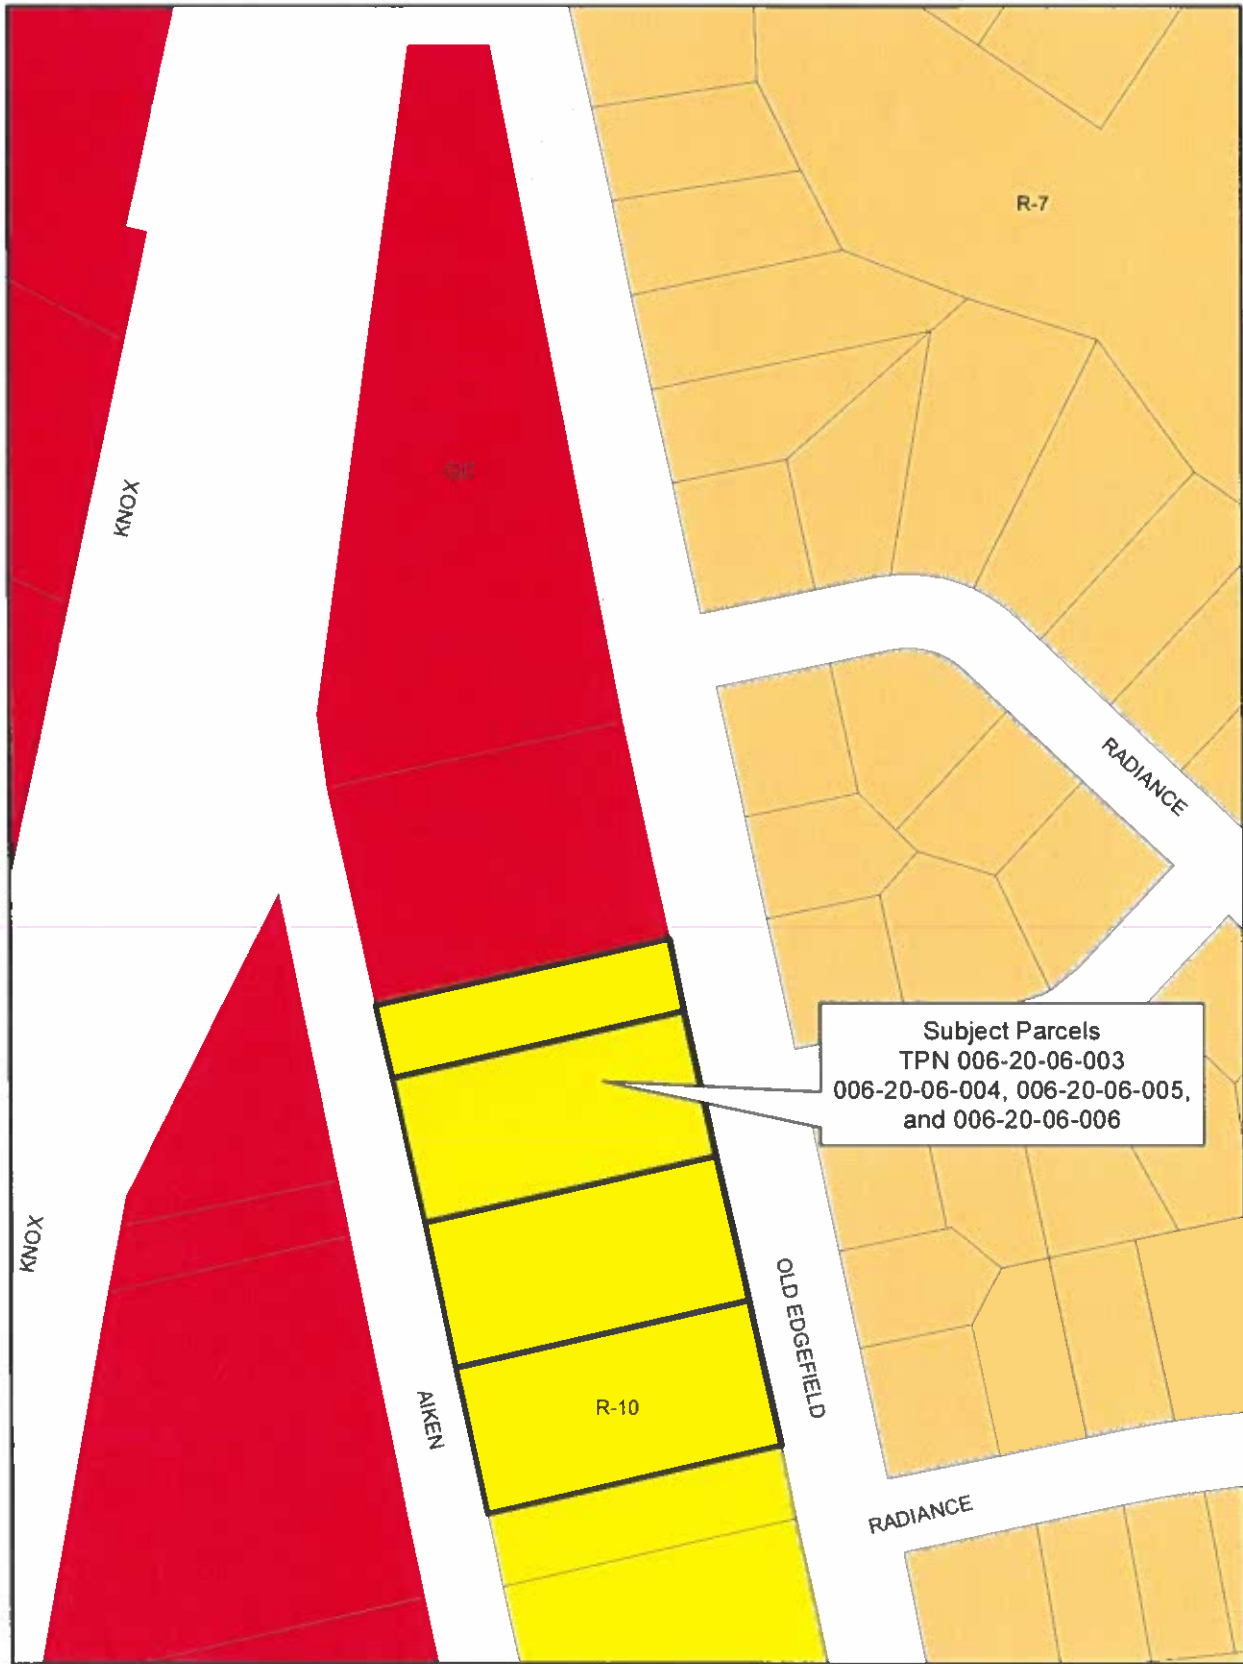 R-7
GC
KNOX
RADIANCE
Subject Parcels
TPN 006-20-06-003
006-20-06-004, 006-20-06-005,
and 006-20-06-006
KNOX
OLD EDGEFIELD
AIKEN
R-10
RADIANCE